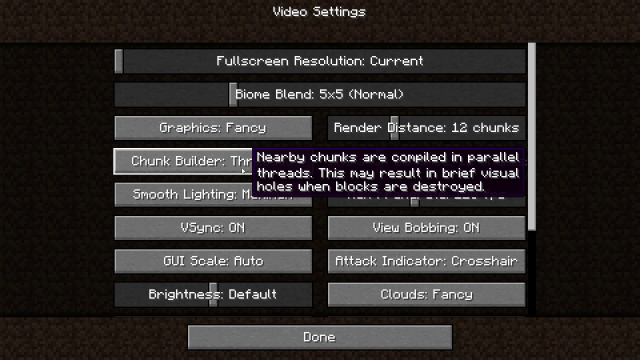 Video Settings
Fullscreen Resolution: Current
Biome Blend: 5x5 (Normal)
Graphics: Fancy
Render Distance: 12 chunks
Chunk Builder:
Nearby chunks are compiled in parallel
threads. This may result in brief visual
holes when blocks are destroyed.
Smooth Lighting:
VSync: ON
View Bobbing: ON
GUI Scale: Auto
Attack Indicator: Crosshair
Brightness: Default
Clouds: Fancy
Done